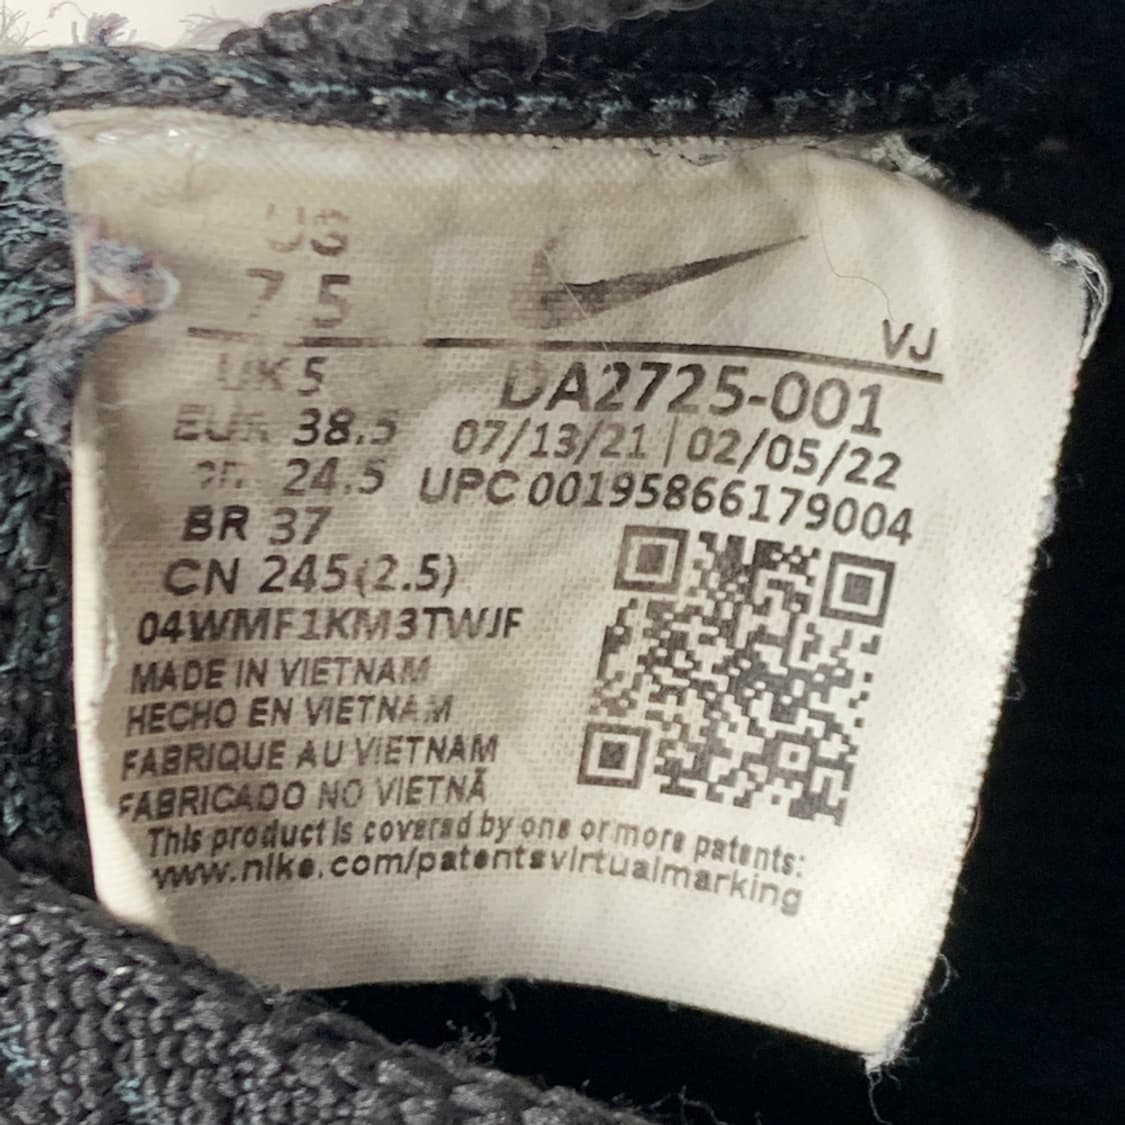 US
7.5
VJ
UK 5
DA2725-001
EUR 38.5
07/13/21 | 02/05/22
24.5
UPC 00195866179004
BR 37
CN 245(2.5)
04WMF1KM3TWJF
MADE IN VIETNAM
HECHO EN VIETNAM
FABRIQUE AU VIETNAM
FABRICADO NO VIETNÃ
This product is covered by one or more patents:
www.nike.com/patentsvirtualmarking